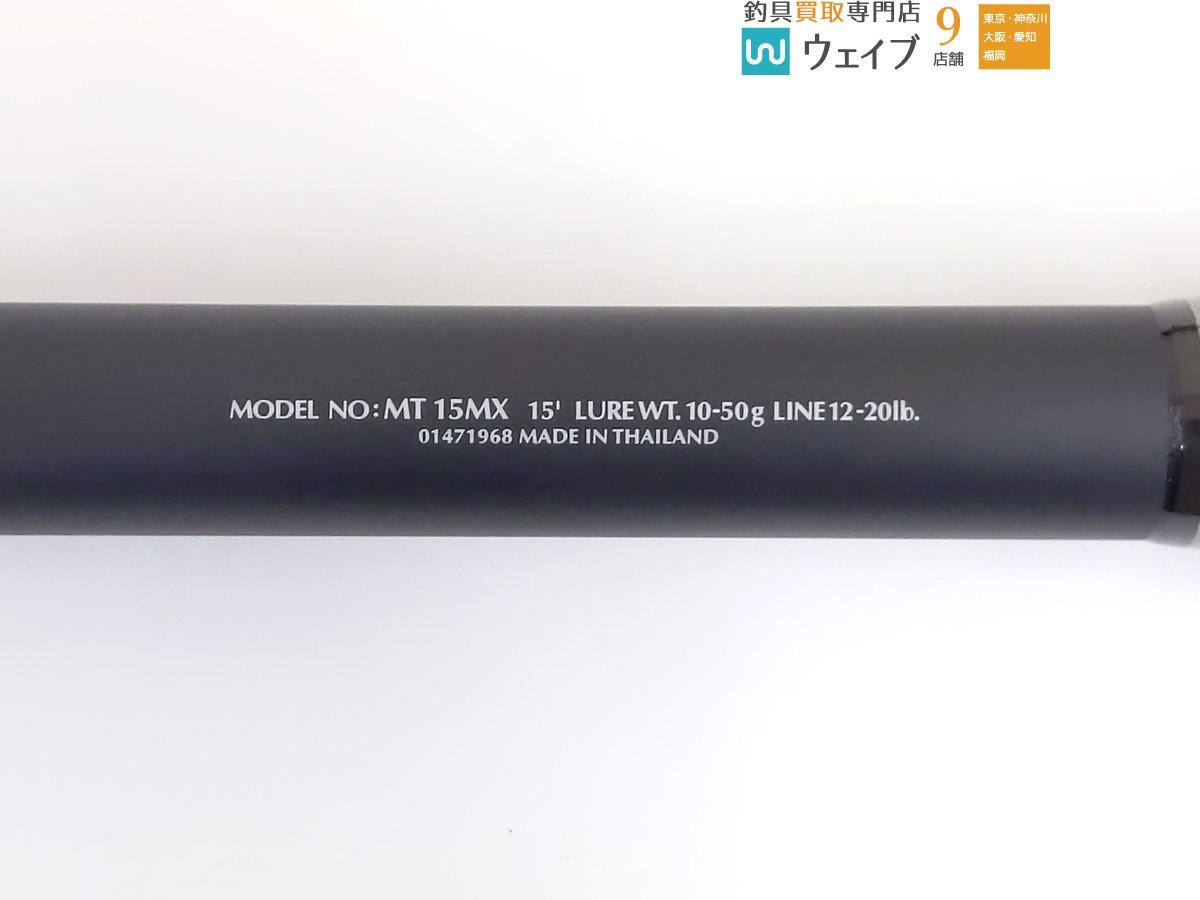 釣具買取専門店
ウェイブ
9
店舗
東京・神奈川
大阪・愛知
福岡
MODEL NO:MT 15MX 15' LURE WT. 10-50g LINE 12-20lb.
01471968 MADE IN THAILAND